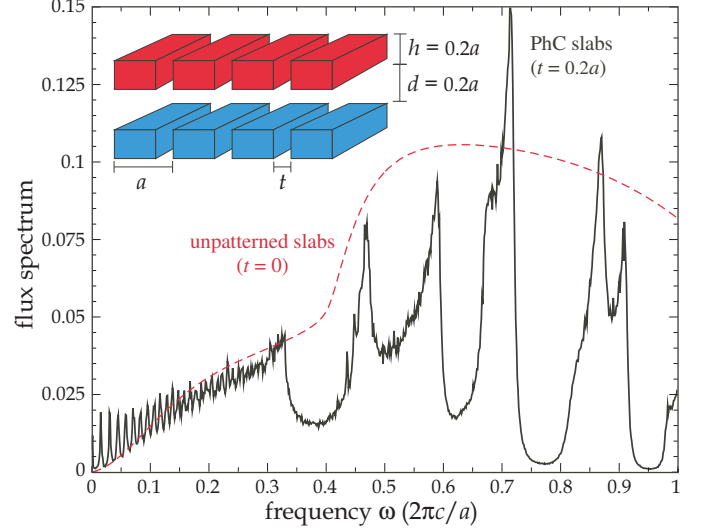 0.15
PhC slabs
(t = 0.2a)
h = 0.2a
d = 0.2a
0.125
a
t
0.1
unpatterned slabs
(t = 0)
0.075
0.05
0.025
0
flux spectrum
0 0.1 0.2 0.3 0.4 0.5 0.6 0.7 0.8 0.9 1
frequency ω (2πc/a)